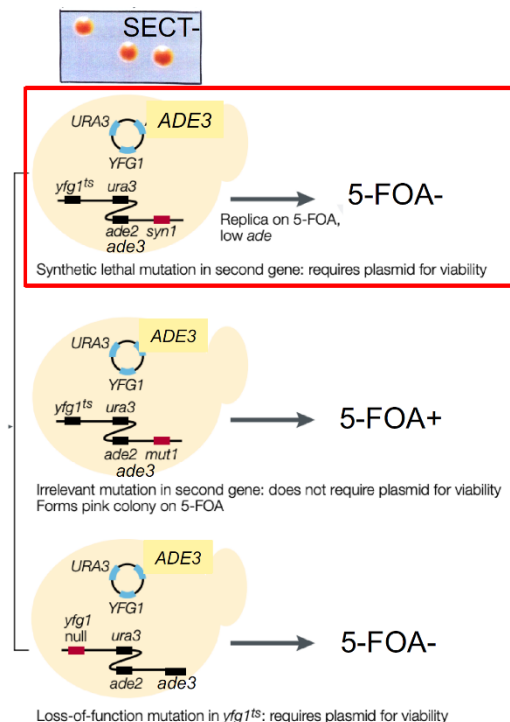 SECT-
URA3 ADE3
YFG1
yfg1ts ura3
ade2 syn1
ade3
Replica on 5-FOA,
low ade
5-FOA-
Synthetic lethal mutation in second gene: requires plasmid for viability
URA3 ADE3
YFG1
yfg1ts ura3
ade2 mut1
ade3
5-FOA+
Irrelevant mutation in second gene: does not require plasmid for viability
Forms pink colony on 5-FOA
URA3 ADE3
YFG1
yfg1
null ura3
ade2 ade3
5-FOA-
Loss-of-function mutation in yfg1ts: requires plasmid for viability